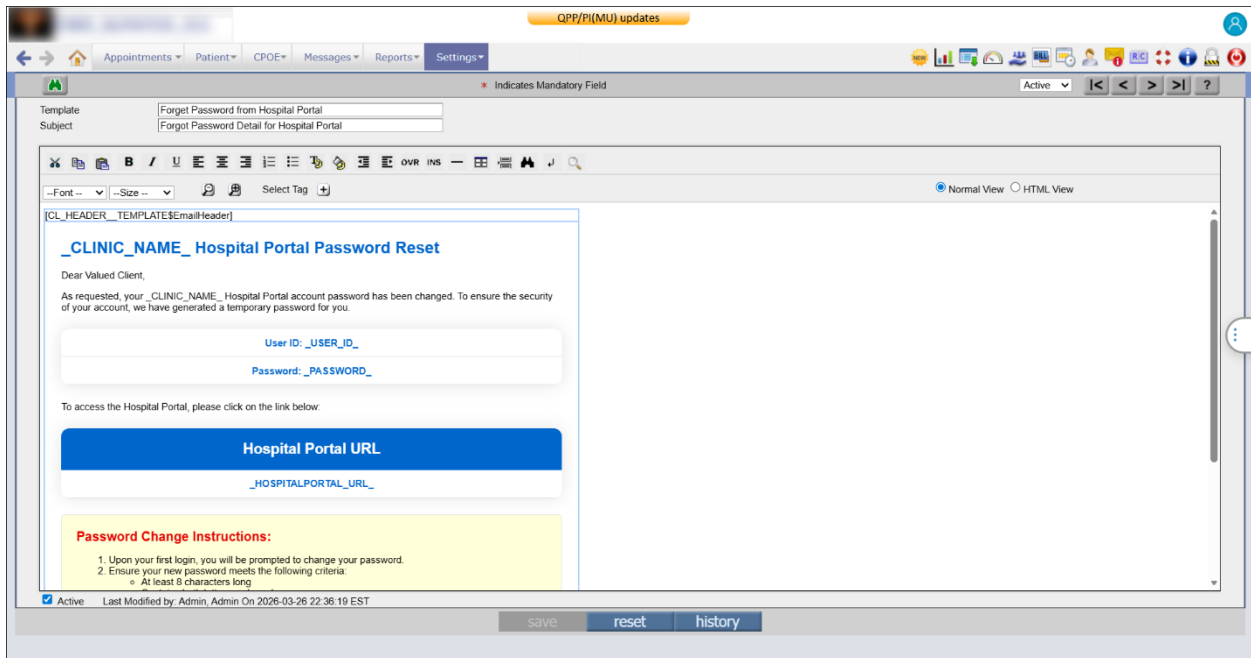 QPP/PI(MU) updates
Appointments Patient CPOE Messages Reports Settings
NEW BILL RC
* Indicates Mandatory Field
Active |< < > >| ?
Template Forget Password from Hospital Portal
Subject Forgot Password Detail for Hospital Portal
B I U OVR INS
--Font -- --Size -- Select Tag + Normal View HTML View
[CL_HEADER__TEMPLATE$EmailHeader]
_CLINIC_NAME_ Hospital Portal Password Reset
Dear Valued Client,
As requested, your _CLINIC_NAME_ Hospital Portal account password has been changed. To ensure the security
of your account, we have generated a temporary password for you.
User ID: _USER_ID_
Password: _PASSWORD_
To access the Hospital Portal, please click on the link below:
Hospital Portal URL
_HOSPITALPORTAL_URL_
Password Change Instructions:
1. Upon your first login, you will be prompted to change your password.
2. Ensure your new password meets the following criteria:
At least 8 characters long
Active Last Modified by: Admin, Admin On 2026-03-26 22:36:19 EST
save reset history